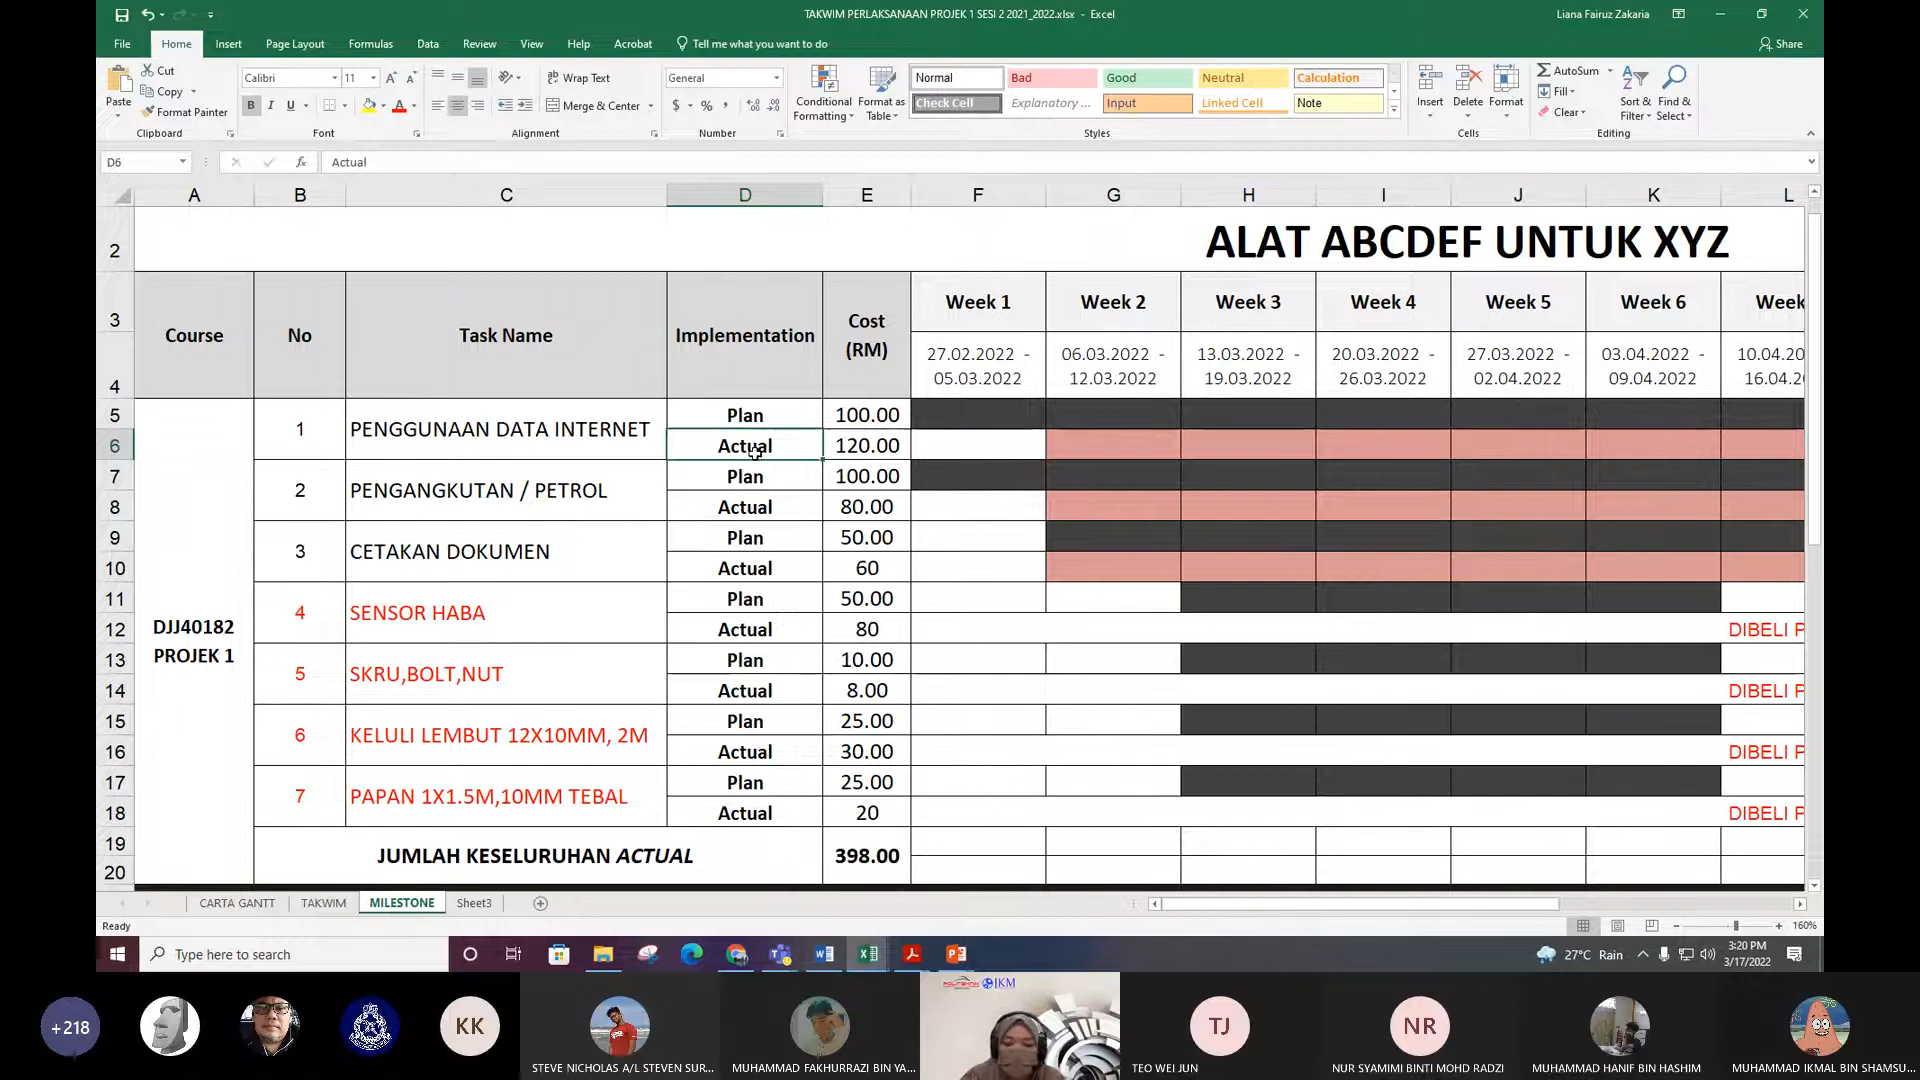 TAKWIM PERLAKSANAAN PROJEK 1 SESI 2 2021_2022.xlsx - Excel
Liana Fairuz Zakaria
File Home Insert Page Layout Formulas Data Review View Help Acrobat Tell me what you want to do Share
Cut
Copy
Format Painter
Paste
Clipboard
Calibri 11
B I U
Font
Wrap Text
Merge & Center
Alignment
General
$ % ,
Number
Conditional Formatting
Format as Table
Normal Bad Good Neutral Calculation
Check Cell Explanatory ... Input Linked Cell Note
Styles
Insert Delete Format
Cells
AutoSum
Fill
Clear
Sort & Filter
Find & Select
Editing
D6 fx Actual
A B C D E F G H I J K L
2 ALAT ABCDEF UNTUK XYZ
3 Course No Task Name Implementation Cost (RM) Week 1 Week 2 Week 3 Week 4 Week 5 Week 6 Week
4 27.02.2022 - 05.03.2022 06.03.2022 - 12.03.2022 13.03.2022 - 19.03.2022 20.03.2022 - 26.03.2022 27.03.2022 - 02.04.2022 03.04.2022 - 09.04.2022 10.04.20 16.04.2
DJJ40182 PROJEK 1
5 1 PENGGUNAAN DATA INTERNET Plan 100.00
6 Actual 120.00
7 2 PENGANGKUTAN / PETROL Plan 100.00
8 Actual 80.00
9 3 CETAKAN DOKUMEN Plan 50.00
10 Actual 60
11 4 SENSOR HABA Plan 50.00
12 Actual 80 DIBELI P
13 5 SKRU,BOLT,NUT Plan 10.00
14 Actual 8.00 DIBELI P
15 6 KELULI LEMBUT 12X10MM, 2M Plan 25.00
16 Actual 30.00 DIBELI P
17 7 PAPAN 1X1.5M,10MM TEBAL Plan 25.00
18 Actual 20 DIBELI P
19 JUMLAH KESELURUHAN ACTUAL 398.00
20
CARTA GANTT TAKWIM MILESTONE Sheet3
Ready 160%
Type here to search
27°C Rain
3:20 PM
3/17/2022
+218 KK TJ NR
IKM
STEVE NICHOLAS A/L STEVEN SUR...
MUHAMMAD FAKHURRAZI BIN YA...
TEO WEI JUN
NUR SYAMIMI BINTI MOHD RADZI
MUHAMMAD HANIF BIN HASHIM
MUHAMMAD IKMAL BIN SHAMSU...